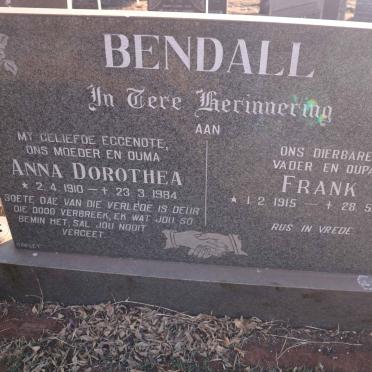 BENDALL
In Tere Herinnering
AAN
MY GELIEFDE EGGENOTE,
ONS MOEDER EN OUMA
ANNA DOROTHEA
* 2.4.1910 - † 23.3.1984
SOETE DAE VAN DIE VERLEDE IS DEUR
DIE DOOD VERBREEK, EK WAT JOU SO
BEMIN HET, SAL JOU NOOIT
VERGEET.
ONS DIERBARE
VADER EN OUPA
FRANK
* 1.2.1915 - † 28.5
RUS IN VREDE